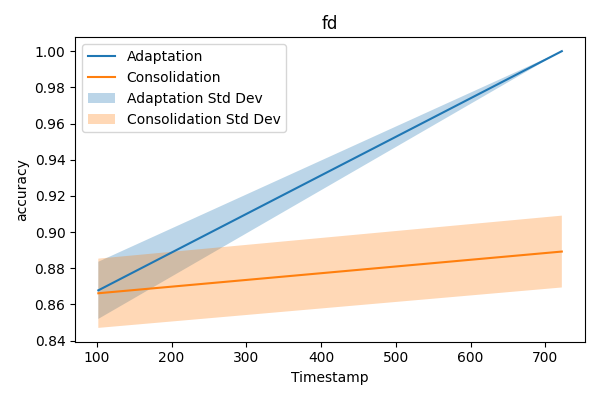 fd
Adaptation
Consolidation
Adaptation Std Dev
Consolidation Std Dev
accuracy
1.00
0.98
0.96
0.94
0.92
0.90
0.88
0.86
0.84
100 200 300 400 500 600 700
Timestamp